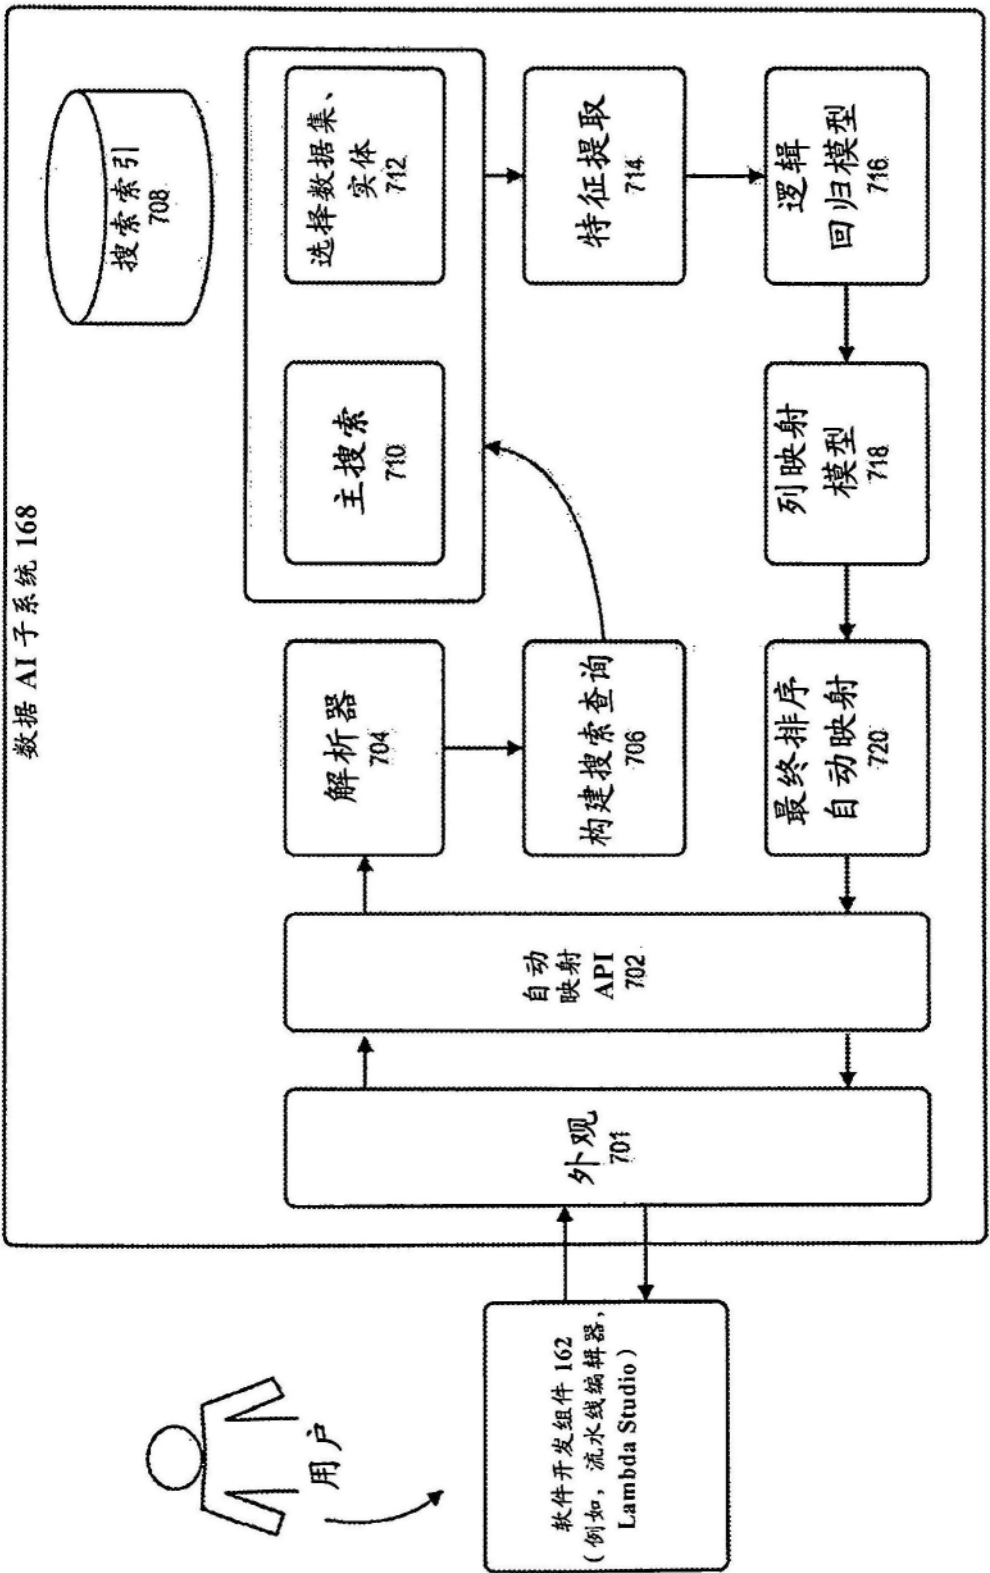 数据 AI 子系统 168
搜索索引
708
主搜索
710
选择数据集、
实体
712
解析器
704
构建搜索查询
706
特征提取
714
逻辑
回归模型
716
列映射
模型
718
最终排序
自动映射
720
自动
映射
API
702
外观
701
用户
软件开发组件 162
(例如，流水线编辑器，
Lambda Studio)